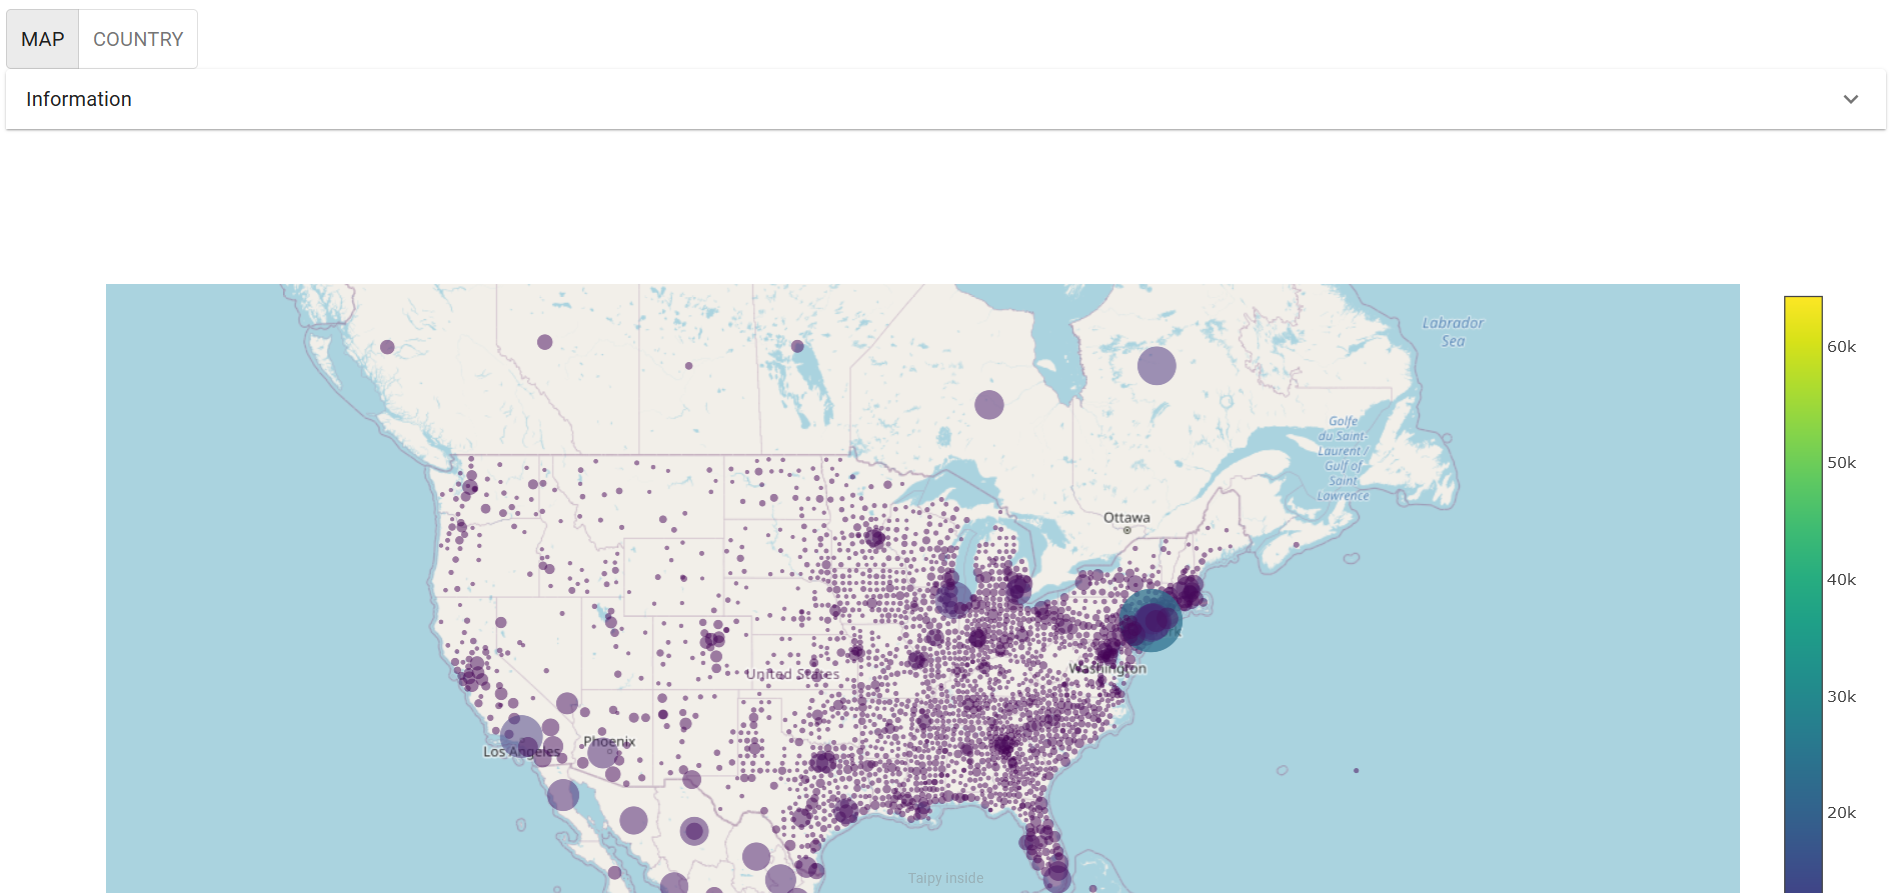 MAP COUNTRY
Information
Labrador
Sea
60k
Golfe
du Saint-
Laurent /
Gulf of
Saint
Lawrence
50k
Ottawa
40k
Washington
United States
30k
Phoenix
Los Angeles
20k
Taipy inside